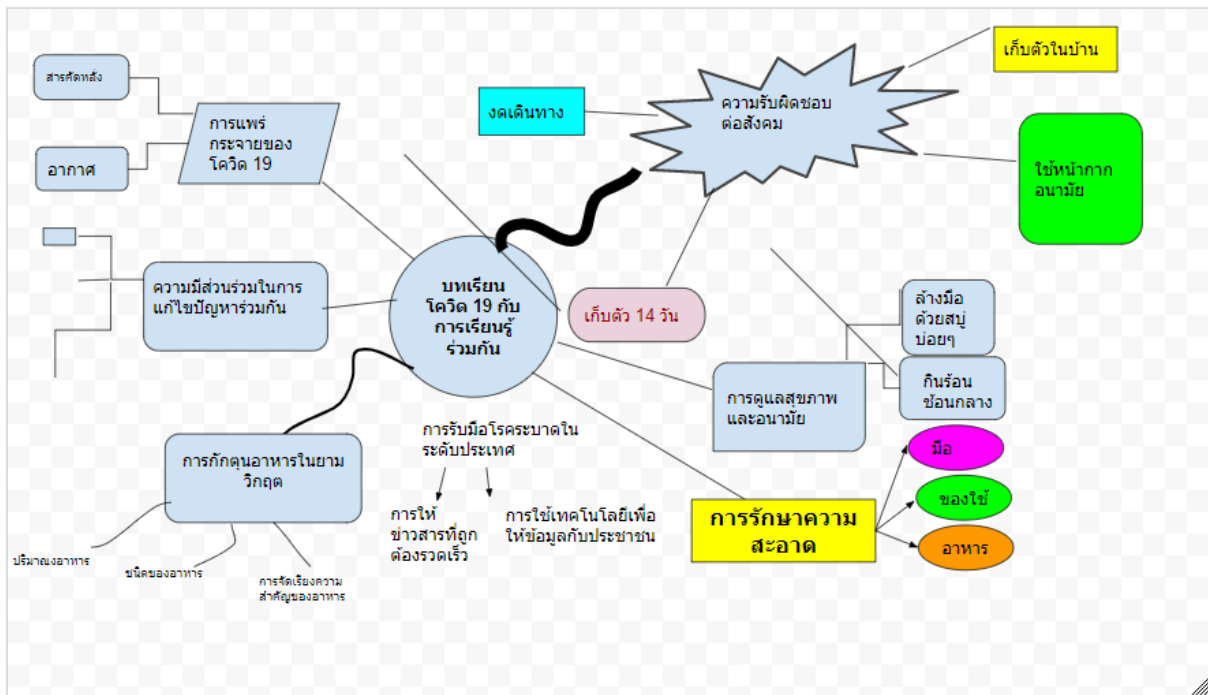 สารคัดหลั่ง
อากาศ
การแพร่
กระจายของ
โควิด 19
งดเดินทาง
ความรับผิดชอบ
ต่อสังคม
เก็บตัวในบ้าน
ใช้หน้ากาก
อนามัย
เก็บตัว 14 วัน
ความมีส่วนร่วมในการ
แก้ไขปัญหาร่วมกัน
บทเรียน
โควิด 19 กับ
การเรียนรู้
ร่วมกัน
ล้างมือ
ด้วยสบู่
บ่อยๆ
กินร้อน
ช้อนกลาง
การดูแลสุขภาพ
และอนามัย
การกักตุนอาหารในยาม
วิกฤต
ปริมาณงอาหาร
ชนิดของอาหาร
การจัดเรียงความ
สำคัญของอาหาร
การรับมือโรคระบาดใน
ระดับประเทศ
การให้
ข่าวสารที่ถูก
ต้องรวดเร็ว
การใช้เทคโนโลยีเพื่อ
ให้ข้อมูลกับประชาชน
การรักษาความ
สะอาด
มือ
ของใช้
อาหาร